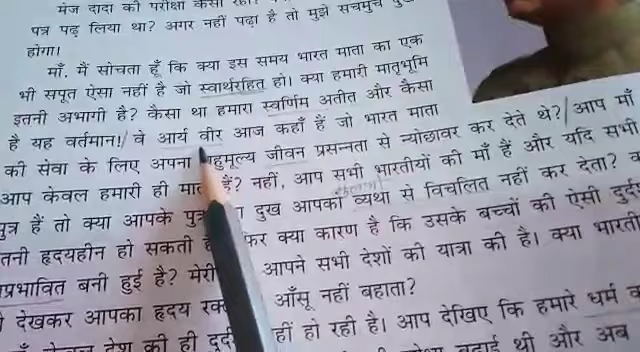 मंज दादा की परीक्षा कैसी
पत्र पढ़ लिया था? अगर नहीं पढ़ा है तो मुझे सचमुच
होगा।
माँ, मैं सोचता हूँ कि क्या इस समय भारत माता का एक
भी सपूत ऐसा नहीं है जो स्वार्थरहित हो। क्या हमारी मातृभूमि
इतनी अभागी है? कैसा था हमारा स्वर्णिम अतीत और कैसा
है यह वर्तमान!/ वे आर्य वीर आज कहाँ हैं जो भारत माता
की सेवा के लिए अपना बहुमूल्य जीवन प्रसन्नता से न्योछावर कर देते थे?/ आप माँ
आप केवल हमारी ही हैं? नहीं, आप सभी भारतीयों की माँ हैं और यदि सभी
पुत्र हैं तो क्या आपके दुख आपको व्यथा से विचलित नहीं कर देता?
हृदयहीन हो सकती क्या कारण है कि उसके बच्चों की ऐसी
प्रभावित बनी हुई है? आपने सभी देशों की यात्रा की है। क्या
देखकर आपका हृदय आँसू नहीं बहाता?
देश की ही नहीं हो रही है। आप देखिए कि हमारे धर्म
थी और अब